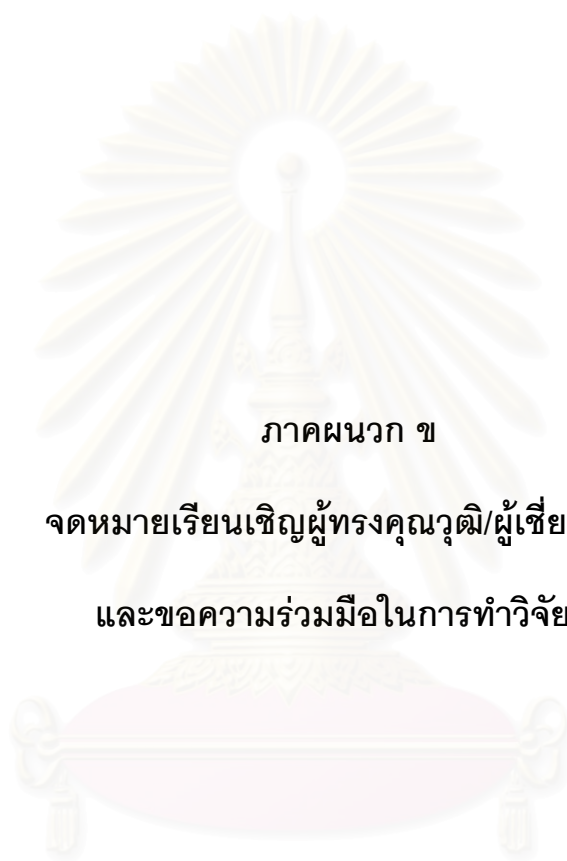 ภาคผนวก ข
จดหมายเรียนเชิญผู้ทรงคุณวุฒิ/ผู้เชี่ย
และขอความร่วมมือในการทำวิจัย